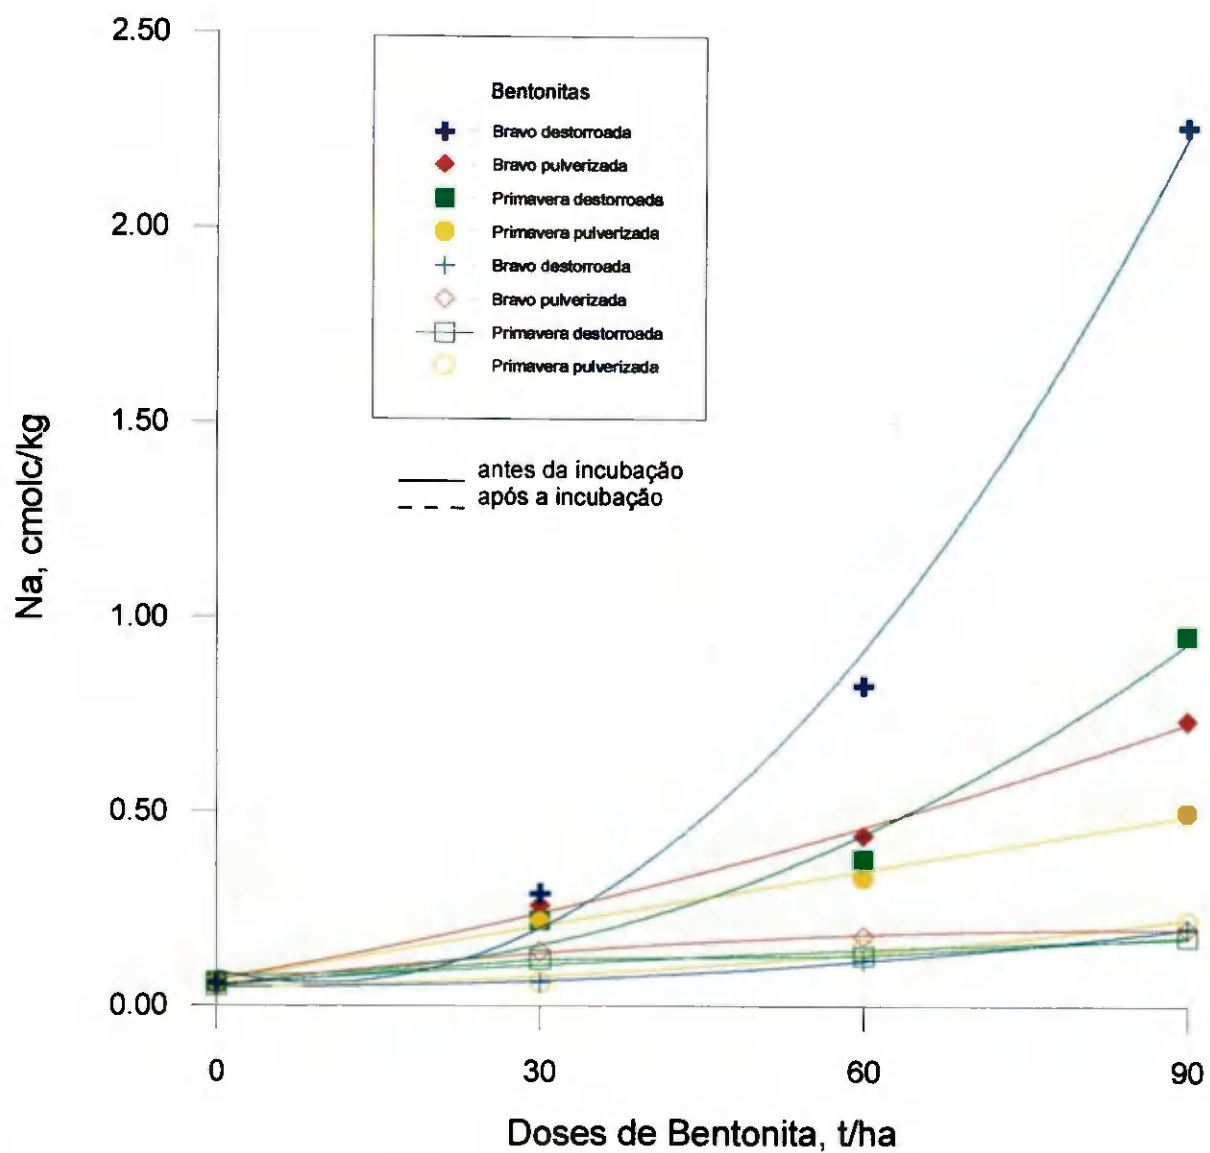 2.50
2.00
1.50
1.00
0.50
0.00
Na, cmolc/kg
Bentonitas
Bravo destorroada
Bravo pulverizada
Primavera destorroada
Primavera pulverizada
Bravo destorroada
Bravo pulverizada
Primavera destorroada
Primavera pulverizada
antes da incubação
após a incubação
0 30 60 90
Doses de Bentonita, t/ha